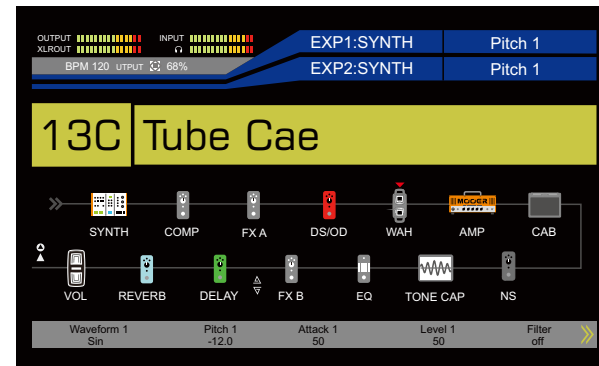 OUTPUT INPUT
XLROUT
EXP1:SYNTH Pitch 1
BPM 120 UTPUT 68%
EXP2:SYNTH Pitch 1
13C Tube Cae
MOOER
SYNTH COMP FX A DS/OD WAH AMP CAB
VOL REVERB DELAY FX B EQ TONE CAP NS
Waveform 1 Pitch 1 Attack 1 Level 1 Filter
Sin -12.0 50 50 off